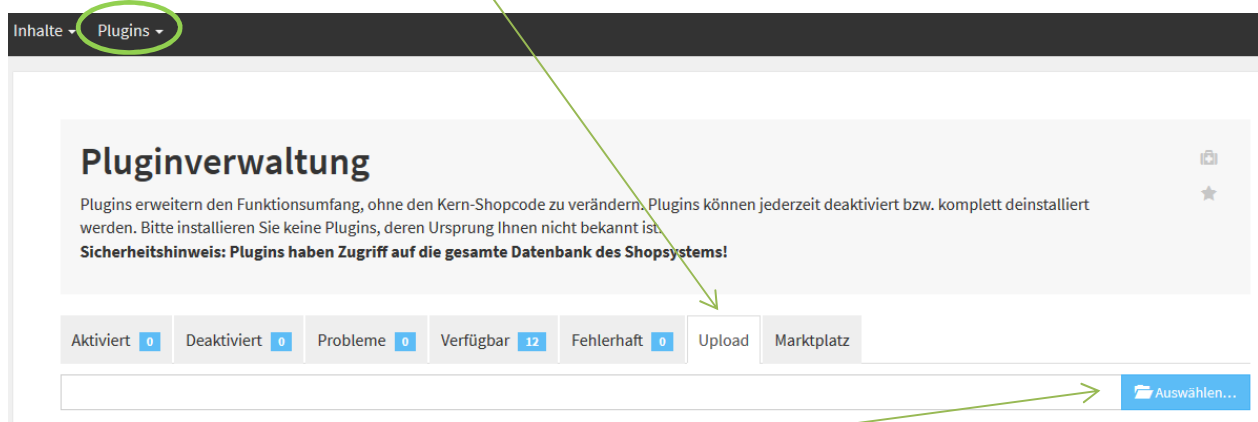 Inhalte Plugins
Pluginverwaltung
Plugins erweitern den Funktionsumfang, ohne den Kern-Shopcode zu verändern. Plugins können jederzeit deaktiviert bzw. komplett deinstalliert
werden. Bitte installieren Sie keine Plugins, deren Ursprung Ihnen nicht bekannt ist.
Sicherheitshinweis: Plugins haben Zugriff auf die gesamte Datenbank des Shopsystems!
Aktiviert 0 Deaktiviert 0 Probleme 0 Verfügbar 12 Fehlerhaft 0 Upload Marktplatz
Auswählen...